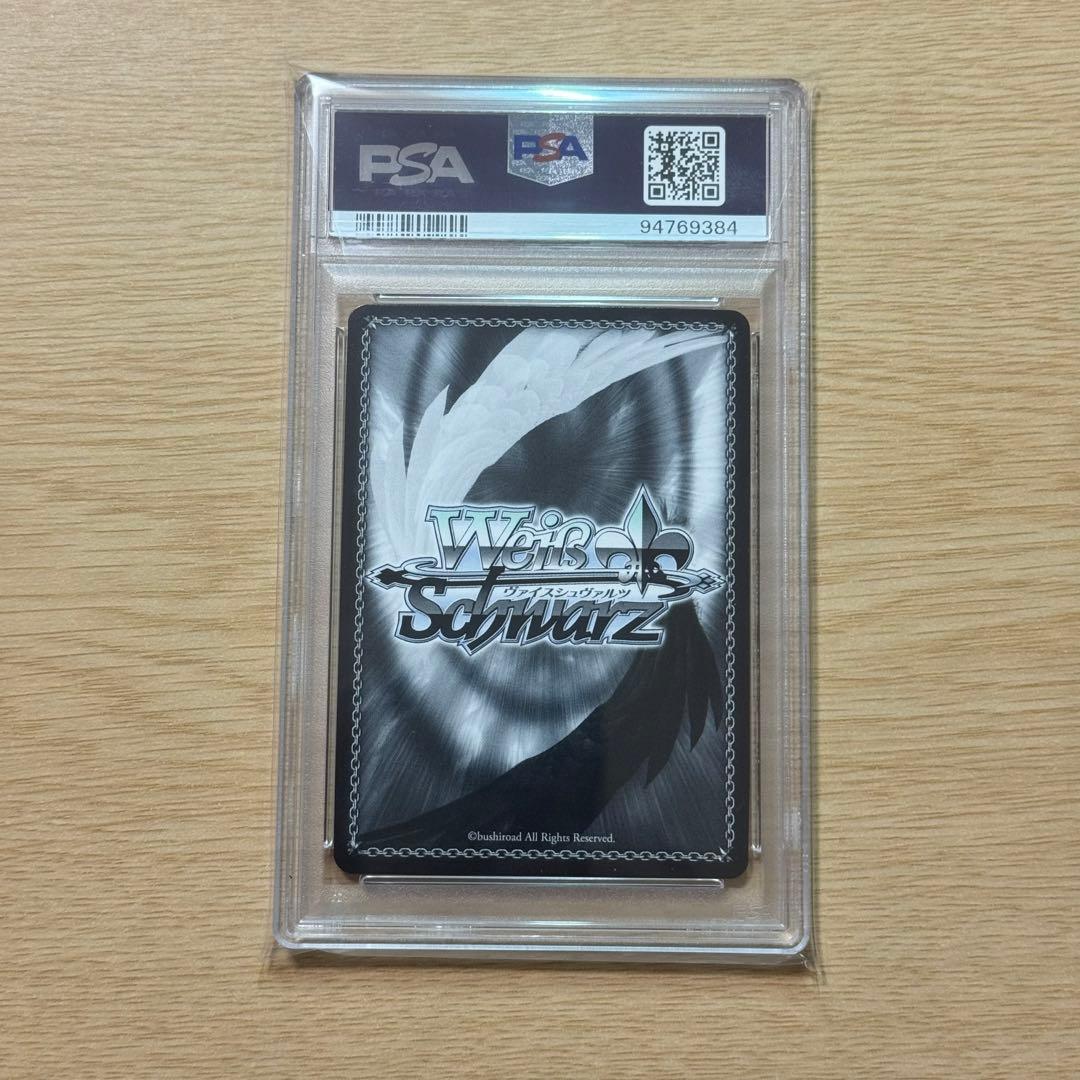 PSA
PSA
94769384
Weiß
ヴァイスシュヴァルツ
Schwarz
©bushiroad All Rights Reserved.